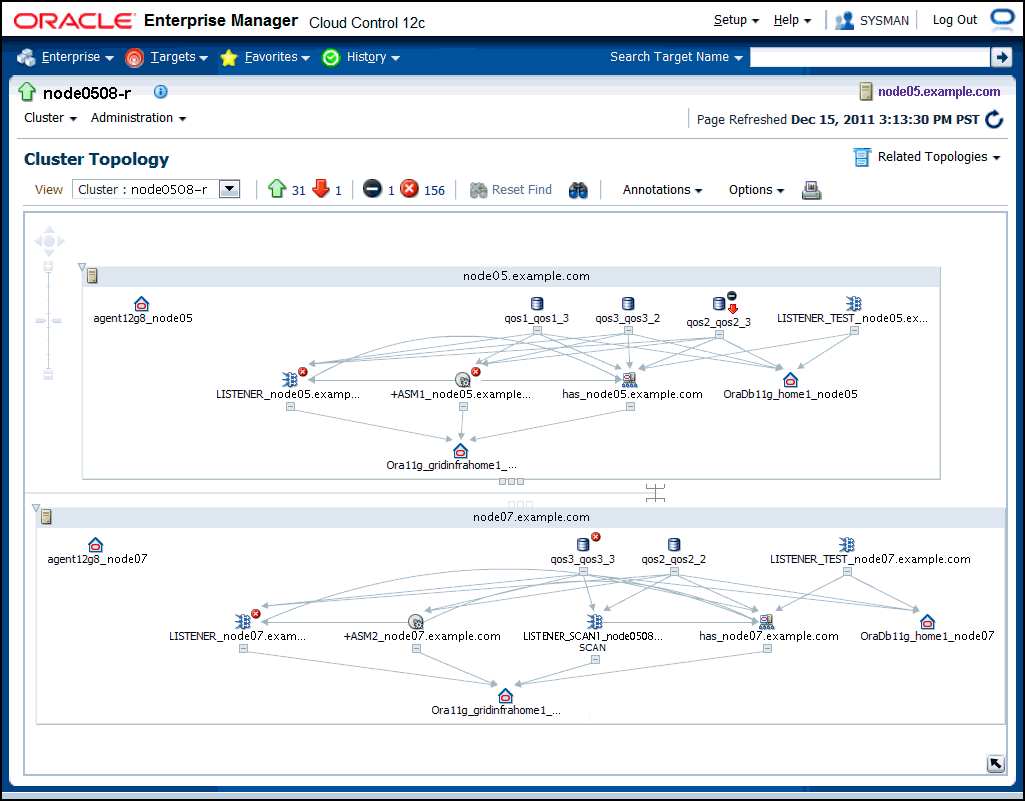 ORACLE Enterprise Manager Cloud Control 12c
Setup Help SYSMAN Log Out
Enterprise Targets Favorites History Search Target Name
node0508-r node05.example.com
Cluster Administration Page Refreshed Dec 15, 2011 3:13:30 PM PST
Cluster Topology Related Topologies
View Cluster : node0508-r 31 1 1 156 Reset Find Annotations Options
node05.example.com
agent12g8_node05 qos1_qos1_3 qos3_qos3_2 qos2_qos2_3 LISTENER_TEST_node05.ex...
LISTENER_node05.examp... +ASM1_node05.example... has_node05.example.com OraDb11g_home1_node05
Ora11g_gridinfrahome1_...
node07.example.com
agent12g8_node07 qos3_qos3_3 qos2_qos2_2 LISTENER_TEST_node07.example.com
LISTENER_node07.exam... +ASM2_node07.example.com LISTENER_SCAN1_node0508... has_node07.example.com OraDb11g_home1_node07
SCAN
Ora11g_gridinfrahome1_...